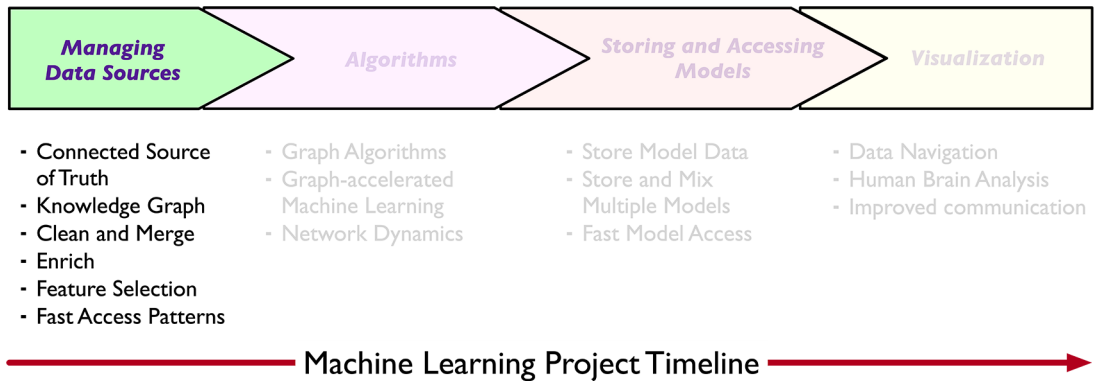 Managing
Data Sources
Algorithms
Storing and Accessing
Models
Visualization
- Connected Source
of Truth
- Knowledge Graph
- Clean and Merge
- Enrich
- Feature Selection
- Fast Access Patterns
- Graph Algorithms
- Graph-accelerated
Machine Learning
- Network Dynamics
- Store Model Data
- Store and Mix
Multiple Models
- Fast Model Access
- Data Navigation
- Human Brain Analysis
- Improved communication
Machine Learning Project Timeline